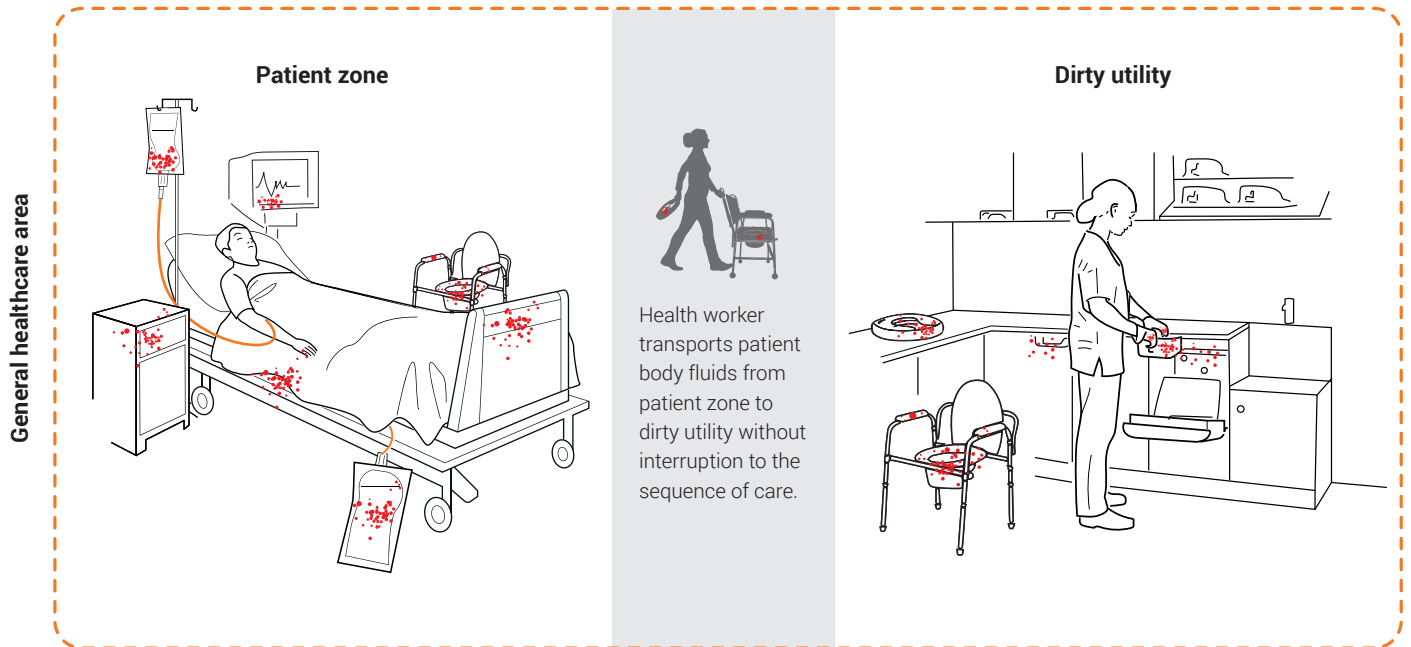 General healthcare area
Patient zone
Health worker
transports patient
body fluids from
patient zone to
dirty utility without
interruption to the
sequence of care.
Dirty utility